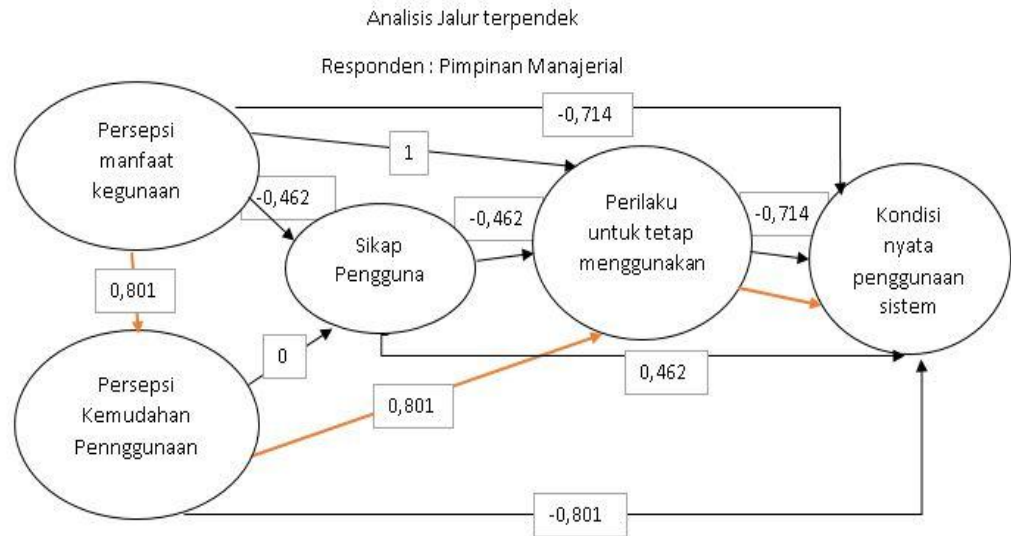 Analisis Jalur terpendek
Responden : Pimpinan Manajerial
-0,714
Persepsi
manfaat
kegunaan
1
-0,462
Sikap
Pengguna
-0,462
Perilaku
untuk tetap
menggunakan
-0,714
Kondisi
nyata
penggunaan
sistem
0,801
0
0,462
0,801
Persepsi
Kemudahan
Pennggunaan
-0,801